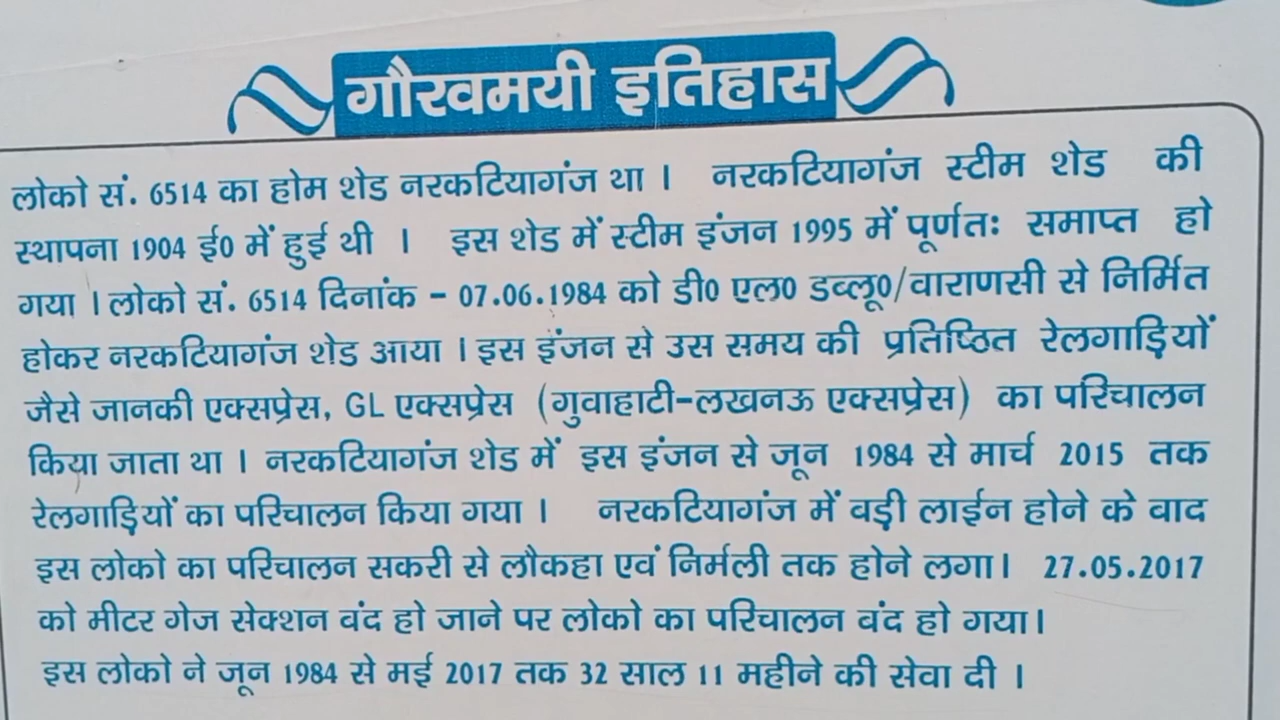 गौरवमयी इतिहास
लोको सं. 6514 का होम शेड नरकटियागंज था । नरकटियागंज स्टीम शेड की
स्थापना 1904 ई0 में हुई थी । इस शेड में स्टीम इंजन 1995 में पूर्णतः समाप्त हो
गया । लोको सं. 6514 दिनांक - 07.06.1984 को डी0 एल0 डब्लू0/वाराणसी से निर्मित
होकर नरकटियागंज शेड आया । इस इंजन से उस समय की प्रतिष्ठित रेलगाड़ियों
जैसे जानकी एक्सप्रेस, GL एक्सप्रेस (गुवाहाटी-लखनऊ एक्सप्रेस) का परिचालन
किया जाता था । नरकटियागंज शेड में इस इंजन से जून 1984 से मार्च 2015 तक
रेलगाड़ियों का परिचालन किया गया । नरकटियागंज में बड़ी लाईन होने के बाद
इस लोको का परिचालन सकरी से लौकहा एवं निर्मली तक होने लगा। 27.05.2017
को मीटर गेज सेक्शन वंद हो जाने पर लोको का परिचालन वंद हो गया।
इस लोको ने जून 1984 से मई 2017 तक 32 साल 11 महीने की सेवा दी ।